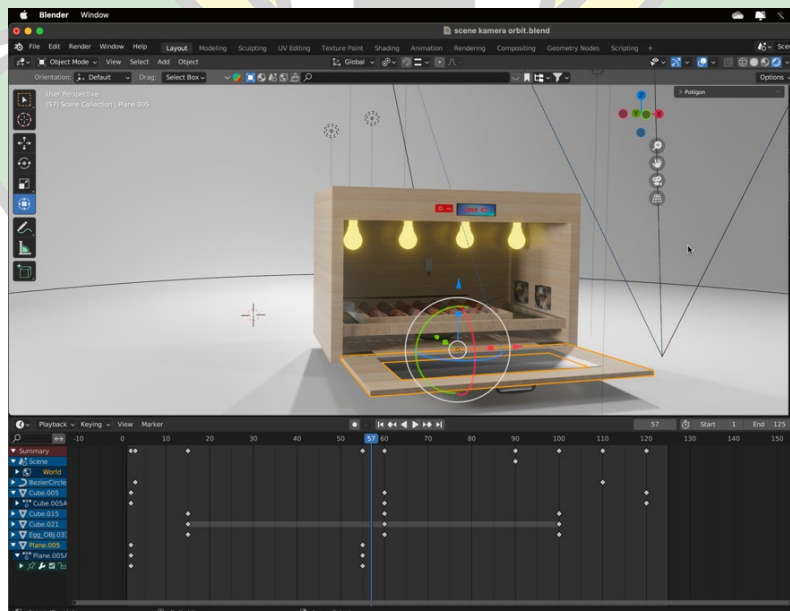 Blender Window
scene kamera orbit.blend
File Edit Render Window Help Layout Modeling Sculpting UV Editing Texture Paint Shading Animation Rendering Compositing Geometry Nodes Scripting + Sce
Object Mode View Select Add Object Global
Orientation: Default Drag: Select Box Options
User Perspective
(57) Scene Collection | Plane.005
Poliigon
Z
Playback Keying View Marker 57 Start 1 End 125
-10 0 10 20 30 40 50 57 60 70 80 90 100 110 120 130 140 150
Summary
Scene
World
BezierCircle
Cube.005
Cube.005A
Cube.015
Cube.021
Egg_OBJ.03
Plane.005
Plane.005A